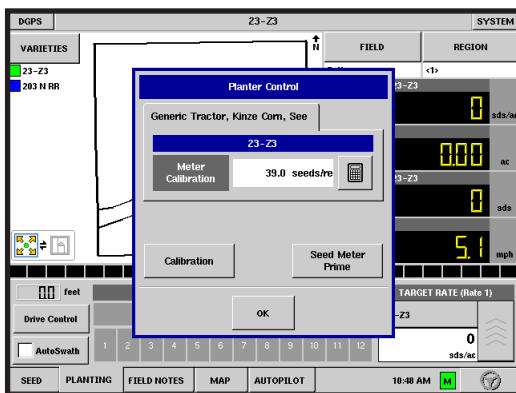 DGPS 23-Z3 SYSTEM
VARIETIES N FIELD REGION
23-Z3 <1>
203 N RR
23-Z3
0 sds/ac
0.00 ac
23-Z3
0 sds
5.1 mph
Planter Control
Generic Tractor, Kinze Corn, See
23-Z3
Meter Calibration 39.0 seeds/re
Calibration
Seed Meter
Prime
OK
0.0 feet
Drive Control
AutoSwath
1 2 3 4 5 6 7 8 9 10 11 12
TARGET RATE (Rate 1)
-Z3
0
sds/ac
SEED PLANTING FIELD NOTES MAP AUTOPILOT 10:48 AM M